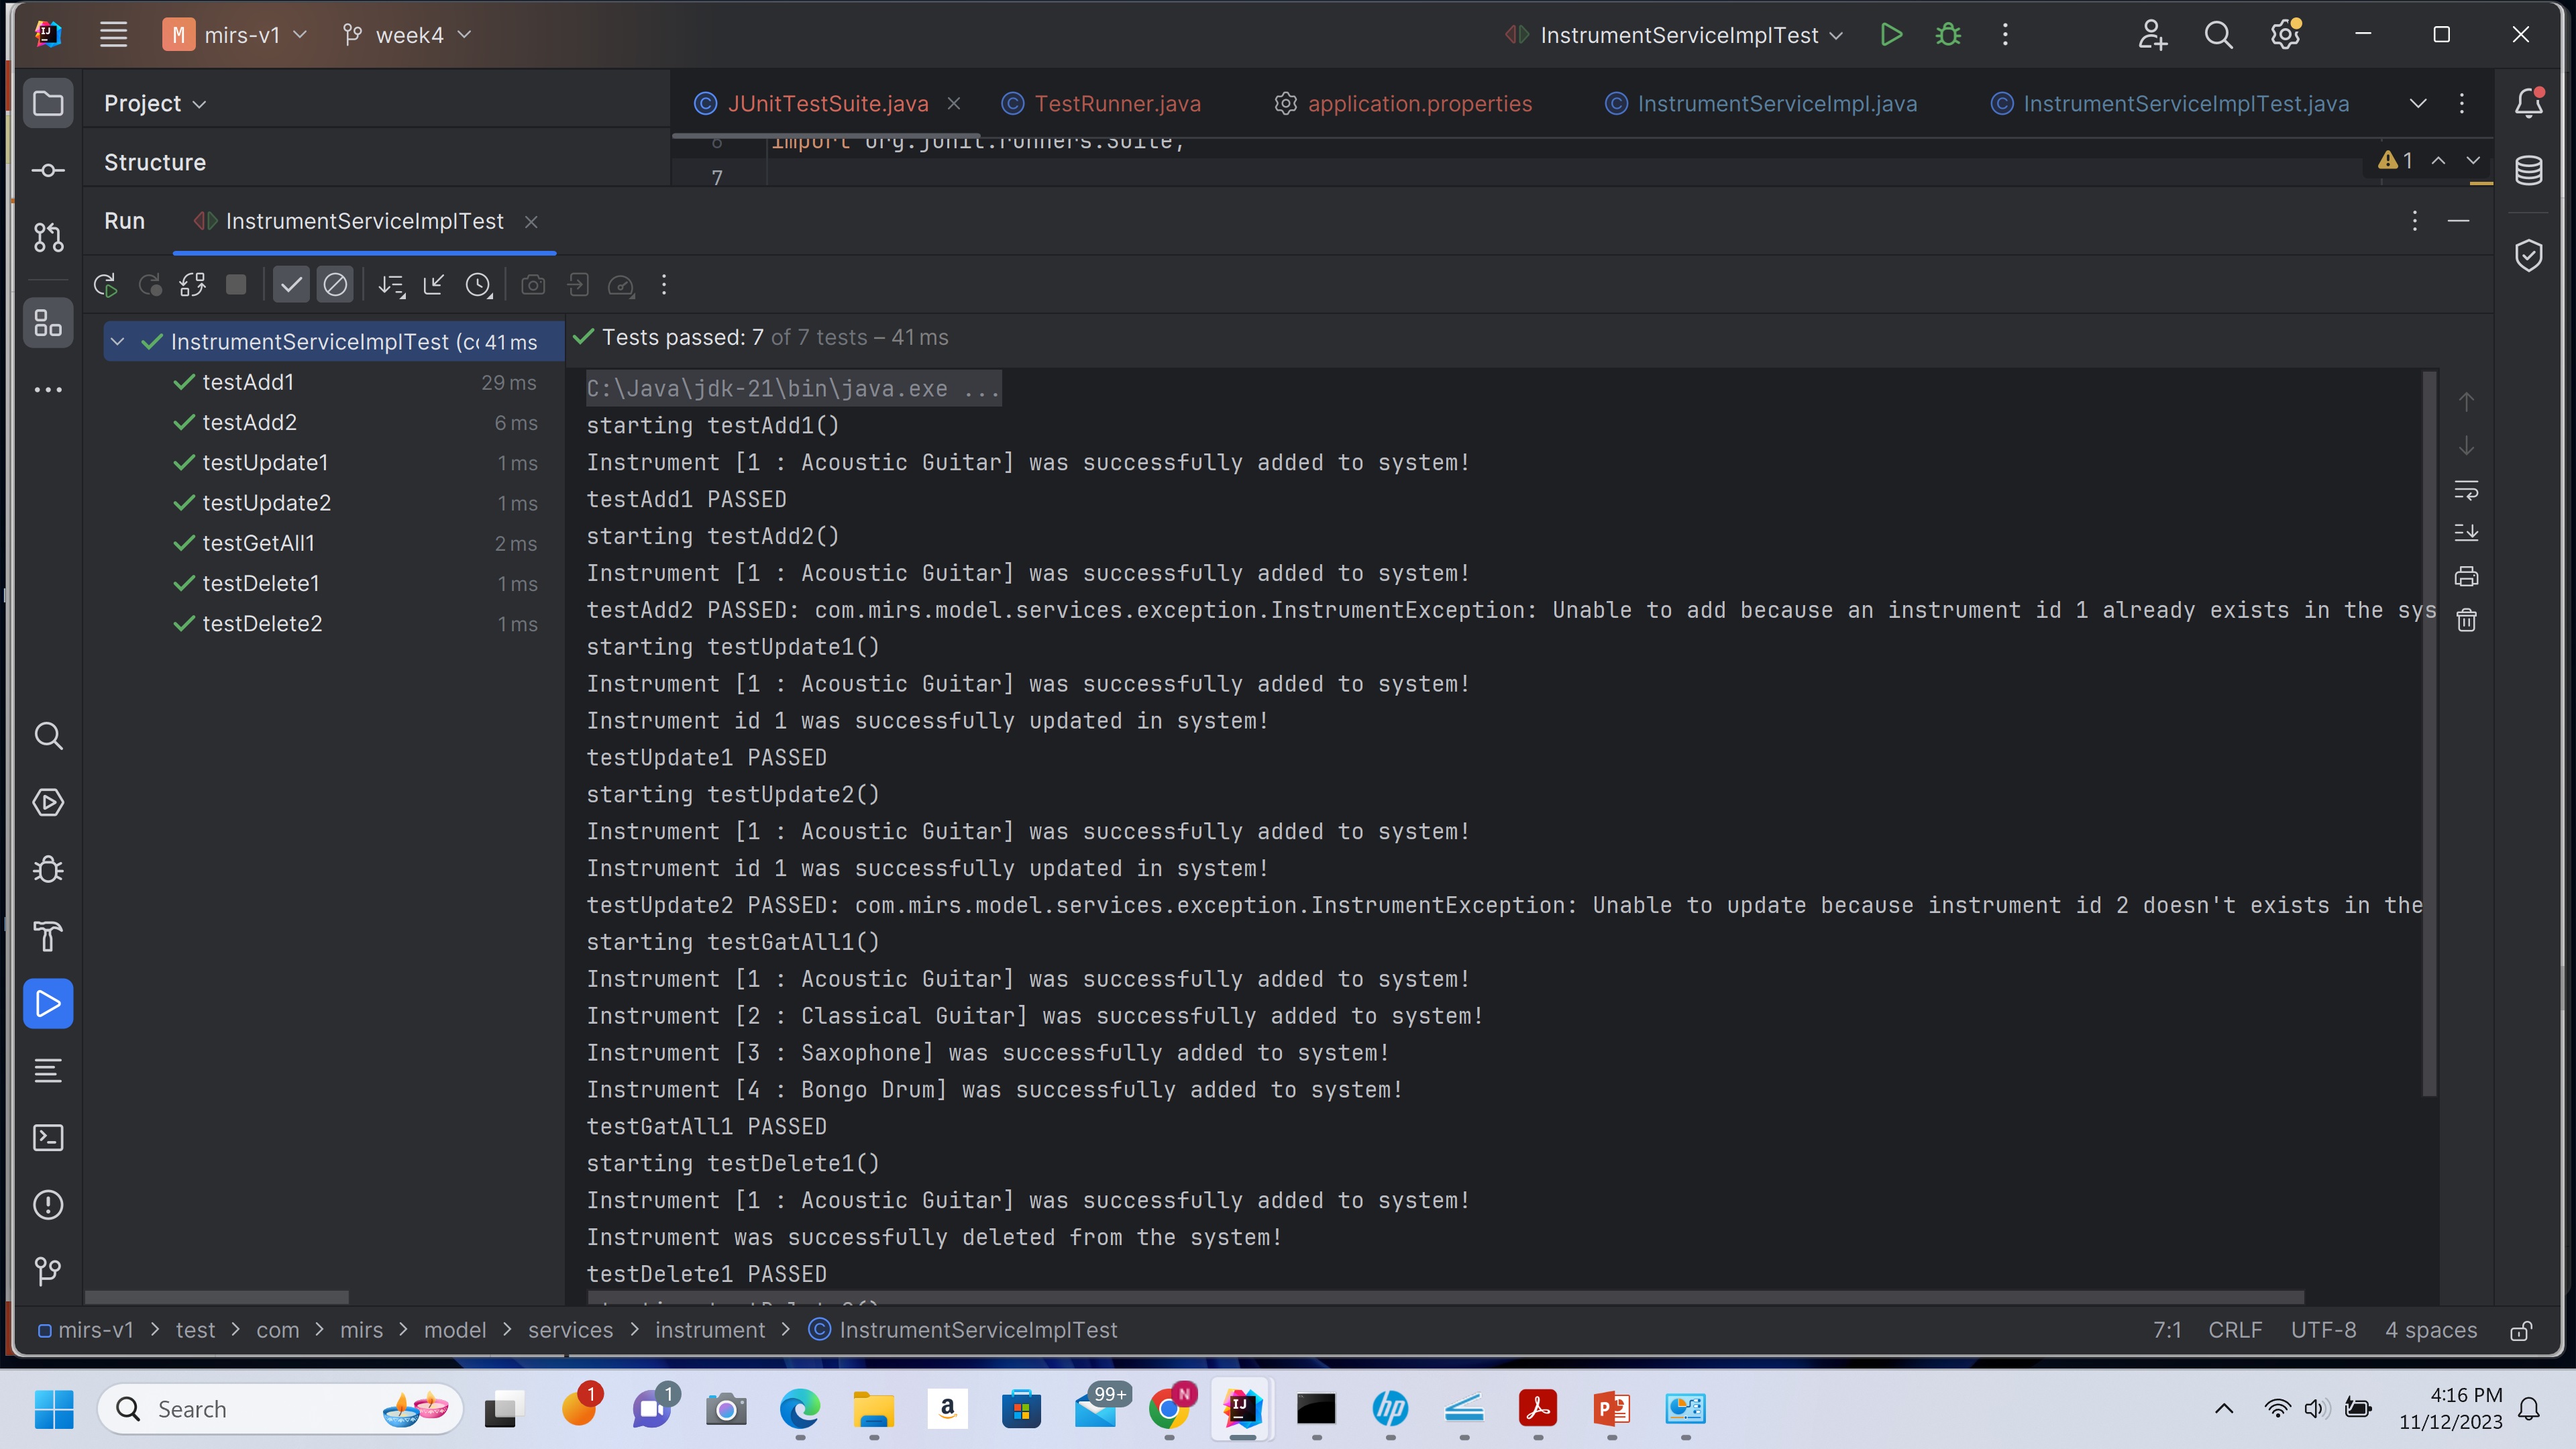 M mirs-v1 week4 InstrumentServiceImplTest
Project JUnitTestSuite.java TestRunner.java application.properties InstrumentServiceImpl.java InstrumentServiceImplTest.java
6 import org.junit.runners.Suite;
Structure 1
7
Run InstrumentServiceImplTest
InstrumentServiceImplTest (co 41 ms
Tests passed: 7 of 7 tests – 41 ms
testAdd1 29 ms
testAdd2 6 ms
testUpdate1 1 ms
testUpdate2 1 ms
testGetAll1 2 ms
testDelete1 1 ms
testDelete2 1 ms
C:\Java\jdk-21\bin\java.exe ...
starting testAdd1()
Instrument [1 : Acoustic Guitar] was successfully added to system!
testAdd1 PASSED
starting testAdd2()
Instrument [1 : Acoustic Guitar] was successfully added to system!
testAdd2 PASSED: com.mirs.model.services.exception.InstrumentException: Unable to add because an instrument id 1 already exists in the sys
starting testUpdate1()
Instrument [1 : Acoustic Guitar] was successfully added to system!
Instrument id 1 was successfully updated in system!
testUpdate1 PASSED
starting testUpdate2()
Instrument [1 : Acoustic Guitar] was successfully added to system!
Instrument id 1 was successfully updated in system!
testUpdate2 PASSED: com.mirs.model.services.exception.InstrumentException: Unable to update because instrument id 2 doesn't exists in the
starting testGatAll1()
Instrument [1 : Acoustic Guitar] was successfully added to system!
Instrument [2 : Classical Guitar] was successfully added to system!
Instrument [3 : Saxophone] was successfully added to system!
Instrument [4 : Bongo Drum] was successfully added to system!
testGatAll1 PASSED
starting testDelete1()
Instrument [1 : Acoustic Guitar] was successfully added to system!
Instrument was successfully deleted from the system!
testDelete1 PASSED
mirs-v1 > test > com > mirs > model > services > instrument > InstrumentServiceImplTest
7:1 CRLF UTF-8 4 spaces
Search 1 1 99+ N
4:16 PM
11/12/2023